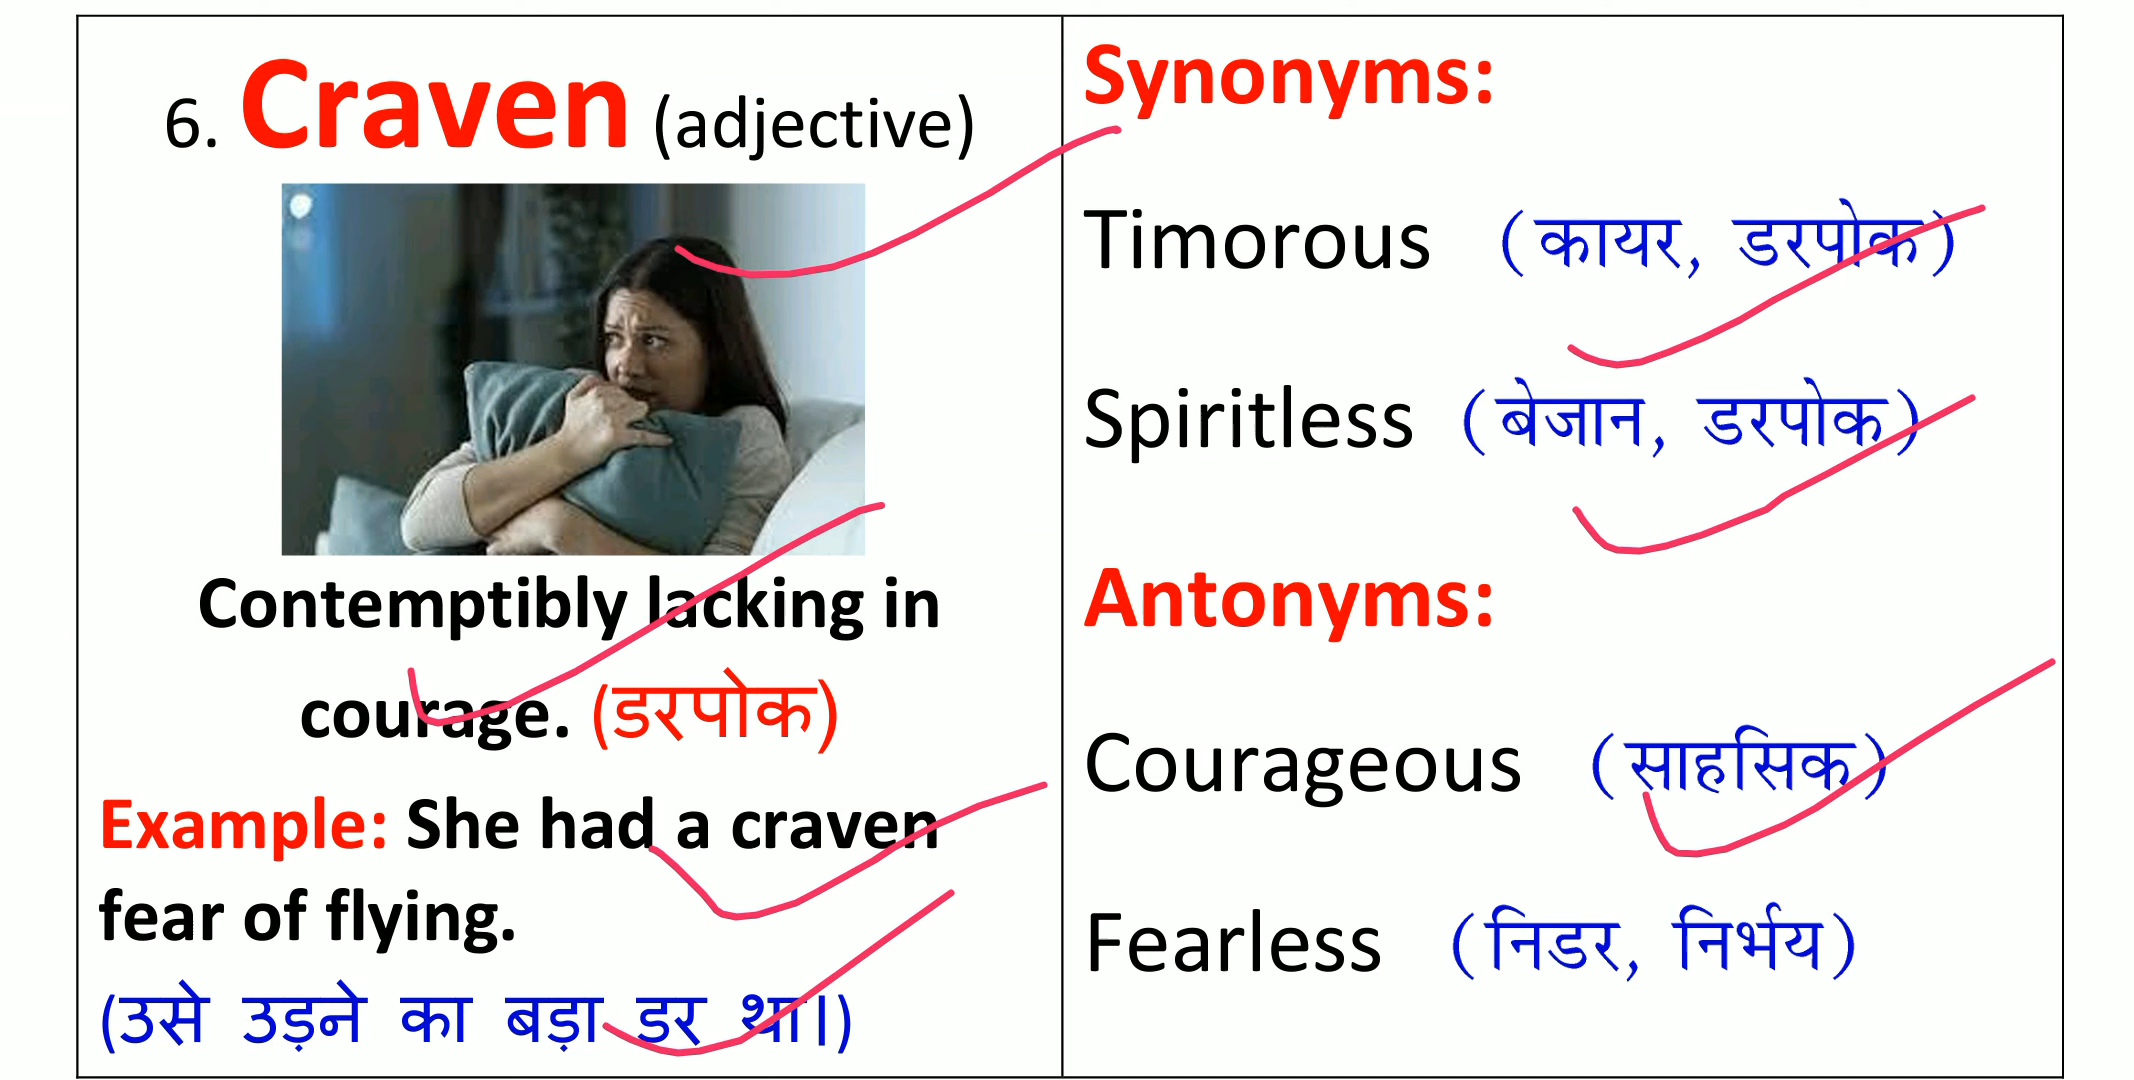 6. Craven (adjective)
Contemptibly lacking in
courage. (डरपोक)
Example: She had a craven
fear of flying.
(उसे उड़ने का बड़ा डर था।)
Synonyms:
Timorous (कायर, डरपोक)
Spiritless (बेजान, डरपोक)
Antonyms:
Courageous (साहसिक)
Fearless (निडर, निर्भय)